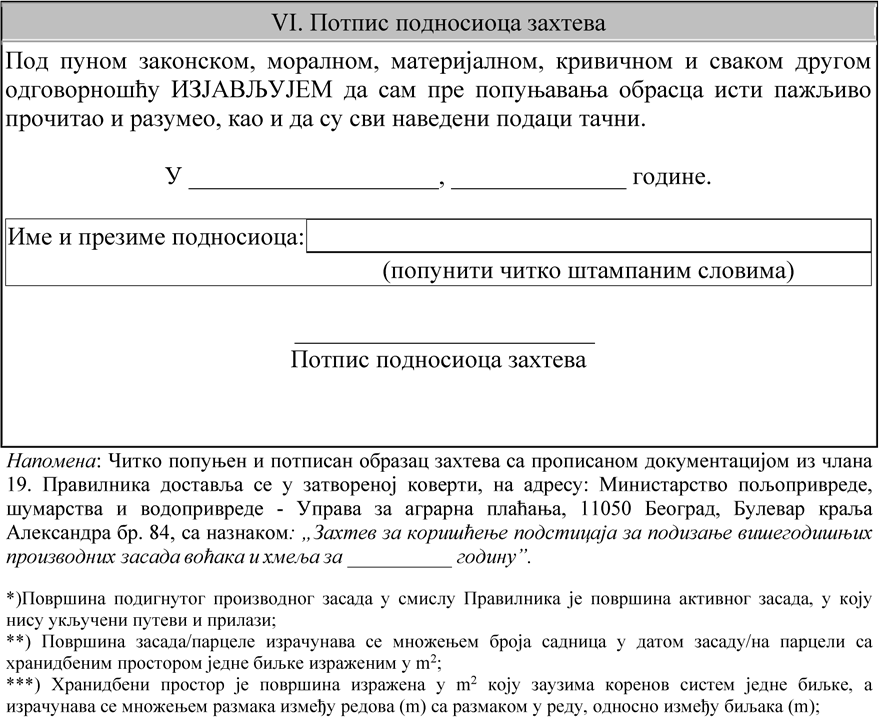 VI. Потпис подносиоца захтева
Под пуном законском, моралном, материјалном, кривичном и сваком другом
одговорношћу ИЗЈАВЉУЈЕМ да сам пре попуњавања обрасца исти пажљиво
прочитао и разумео, као и да су сви наведени подаци тачни.
У ____________________, ______________ године.
Име и презиме подносиоца:
(попунити читко штампаним словима)
________________________
Потпис подносиоца захтева
Напомена: Читко попуњен и потписан образац захтева са прописаном документацијом из члана
19. Правилника доставља се у затвореној коверти, на адресу: Министарство пољопривреде,
шумарства и водопривреде - Управа за аграрна плаћања, 11050 Београд, Булевар краља
Александра бр. 84, са назнаком: „Захтев за коришћење подстицаја за подизање вишегодишњих
производних засада воћака и хмеља за __________ годину”.
*)Површина подигнутог производног засада у смислу Правилника је површина активног засада, у коју
нису укључени путеви и прилази;
**) Површина засада/парцеле израчунава се множењем броја садница у датом засаду/на парцели са
хранидбеним простором једне биљке израженим у m²;
***) Хранидбени простор је површина изражена у m² коју заузима коренов систем једне биљке, а
израчунава се множењем размака између редова (m) са размаком у реду, односно између биљака (m);